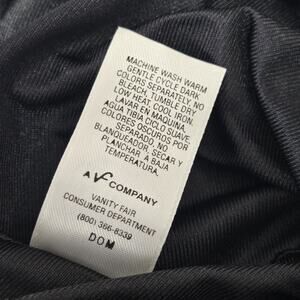 MACHINE WASH WARM
GENTLE CYCLE DARK
COLORS SEPARATELY, NO
BLEACH, TUMBLE DRY
LOW HEAT, COOL IRON.
LAVAR EN MAQUINA,
AGUA TIBIA CICLO SUAVE
COLORES OSCUROS POR
SEPARADO, NO
BLANQUEADOR, SECAR Y
PLANCHAR A BAJA
TEMPERATURA.
A VF COMPANY
VANITY FAIR
CONSUMER DEPARTMENT
(800) 366-8339
DOM